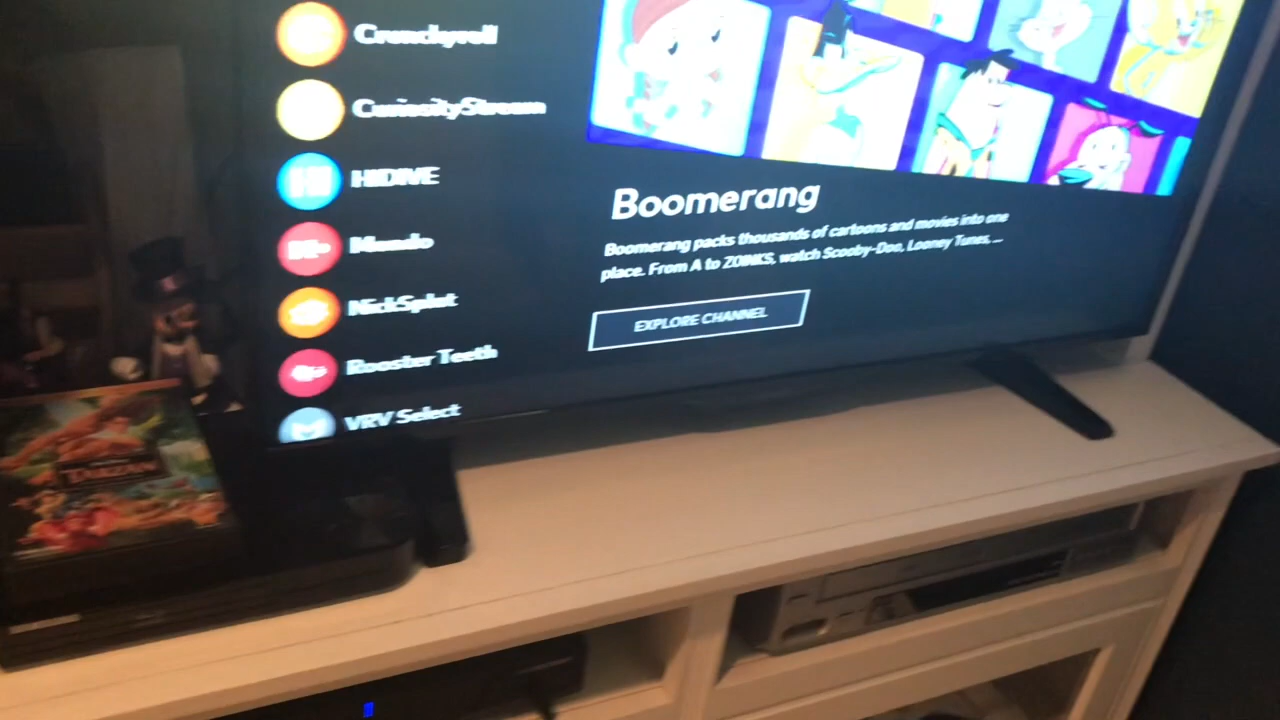 Crunchyroll
CuriosityStream
HIDIVE
Mondo
NickSplat
Rooster Teeth
VRV Select
Boomerang
Boomerang packs thousands of cartoons and movies into one
place. From A to ZOINKS, watch Scooby-Doo, Looney Tunes, ...
EXPLORE CHANNEL
TARZAN